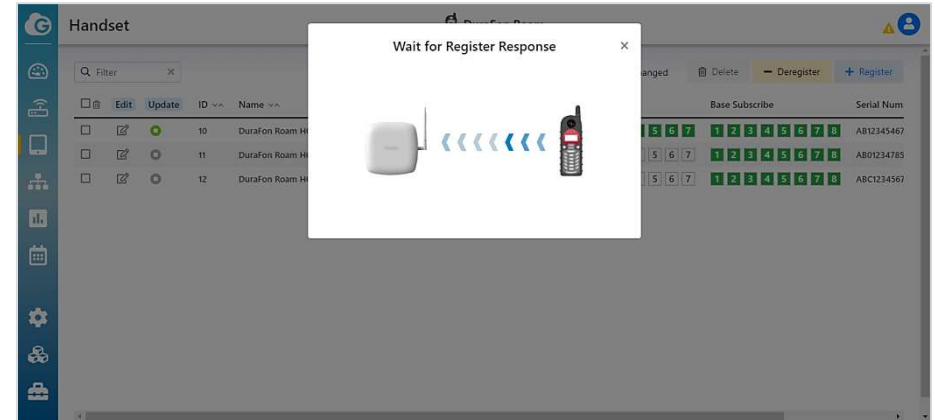 Handset
DuraFon Roam
Wait for Register Response
Filter
anged
Delete
Deregister
+ Register
Edit Update ID Name Base Subscribe Serial Num
10 DuraFon Roam H 5 6 7 1 2 3 4 5 6 7 8 AB12345467
11 DuraFon Roam H 5 6 7 1 2 3 4 5 6 7 8 AB01234785
12 DuraFon Roam H 5 6 7 1 2 3 4 5 6 7 8 ABC1234567